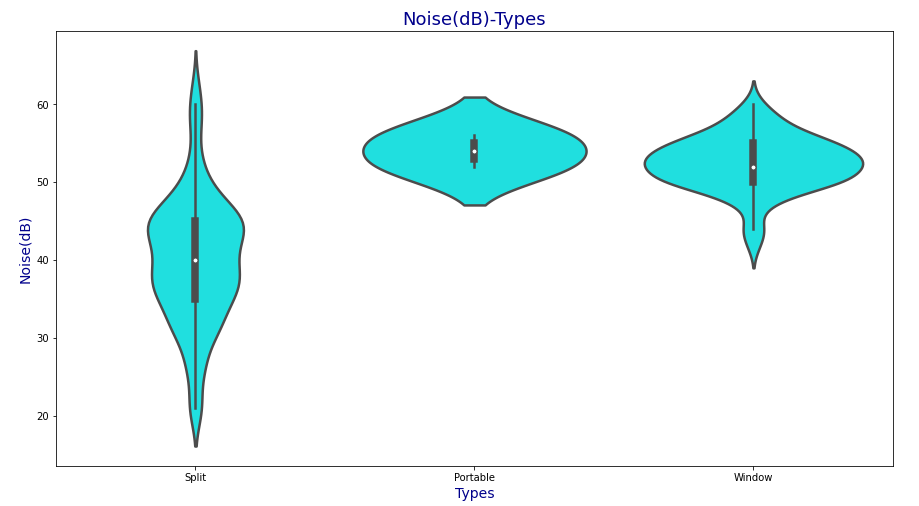 Noise(dB)-Types
Noise(dB)
60
50
40
30
20
Split
Portable
Window
Types